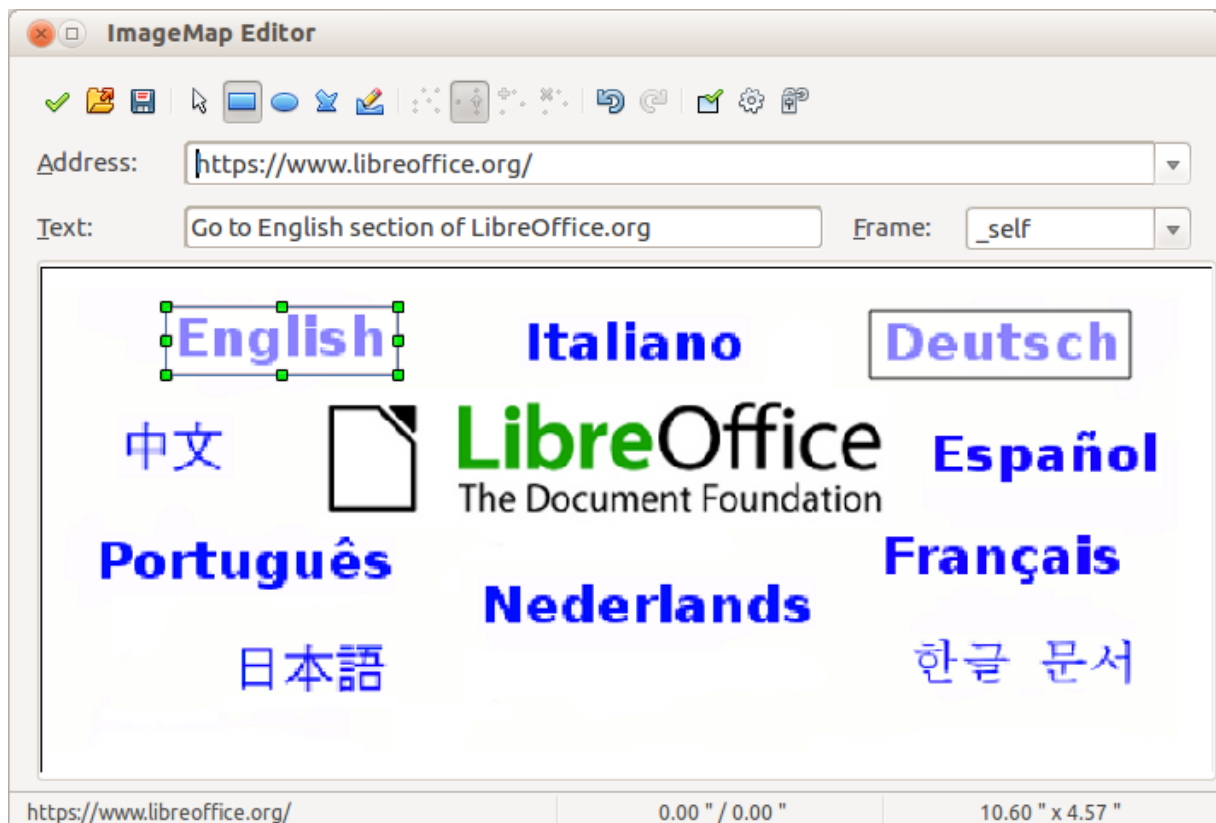 ImageMap Editor
Address: https://www.libreoffice.org/
Text: Go to English section of LibreOffice.org Frame: _self
English Italiano Deutsch
中文 LibreOffice Español
The Document Foundation
Português Français
Nederlands
日本語 한글 문서
https://www.libreoffice.org/ 0.00 " / 0.00 " 10.60 " x 4.57 "